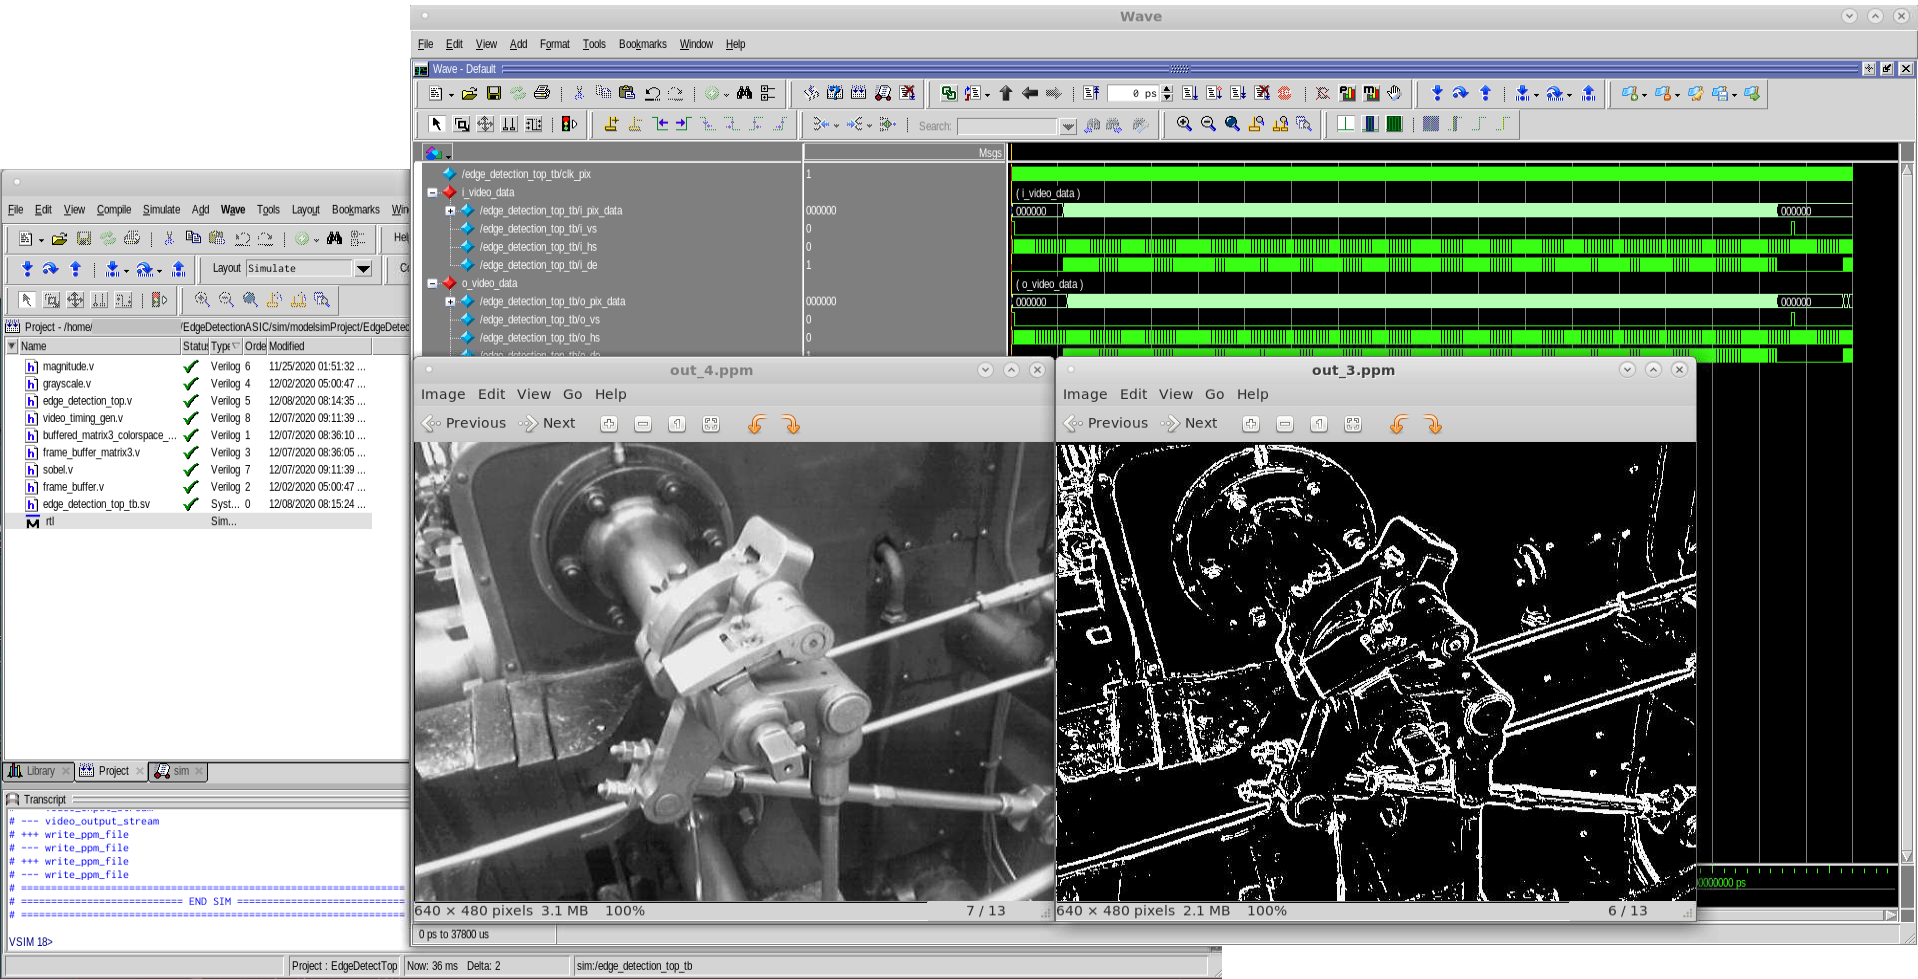 Wave
File Edit View Add Format Tools Bookmarks Window Help
Wave - Default
0 ps
Search:
Msgs
/edge_detection_top_tb/clk_pix 1
i_video_data ( i_video_data )
/edge_detection_top_tb/i_pix_data 000000 000000 000000
/edge_detection_top_tb/i_vs 0
/edge_detection_top_tb/i_hs 0
/edge_detection_top_tb/i_de 1
o_video_data ( o_video_data )
/edge_detection_top_tb/o_pix_data 000000 000000 000000
/edge_detection_top_tb/o_vs 0
/edge_detection_top_tb/o_hs 0
/edge_detection_top_tb/o_de 1
File Edit View Compile Simulate Add Wave Tools Layout Bookmarks Win
Hel
Layout Simulate
Project - /home/ /EdgeDetectionASIC/sim/modelsimProject/EdgeDetec
Name Status Type Orde Modified
magnitude.v Verilog 6 11/25/2020 01:51:32 ...
grayscale.v Verilog 4 12/02/2020 05:00:47 ...
edge_detection_top.v Verilog 5 12/08/2020 08:14:35 ...
video_timing_gen.v Verilog 8 12/07/2020 09:11:39 ...
buffered_matrix3_colorspace_... Verilog 1 12/07/2020 08:36:10 ...
frame_buffer_matrix3.v Verilog 3 12/07/2020 08:36:05 ...
sobel.v Verilog 7 12/07/2020 09:11:39 ...
frame_buffer.v Verilog 2 12/02/2020 05:00:47 ...
edge_detection_top_tb.sv Syst... 0 12/08/2020 08:15:24 ...
rtl Sim...
Library Project sim
Transcript
# --- video_output_stream
# +++ write_ppm_file
# --- write_ppm_file
# +++ write_ppm_file
# --- write_ppm_file
# ======================================================
# =========================== END SIM ============================
# ======================================================
VSIM 18>
Project : EdgeDetectTop Now: 36 ms Delta: 2 sim:/edge_detection_top_tb
out_4.ppm
Image Edit View Go Help
Previous Next
640 × 480 pixels 3.1 MB 100% 7 / 13
out_3.ppm
Image Edit View Go Help
Previous Next
640 × 480 pixels 2.1 MB 100% 6 / 13
0000000 ps
0 ps to 37800 us